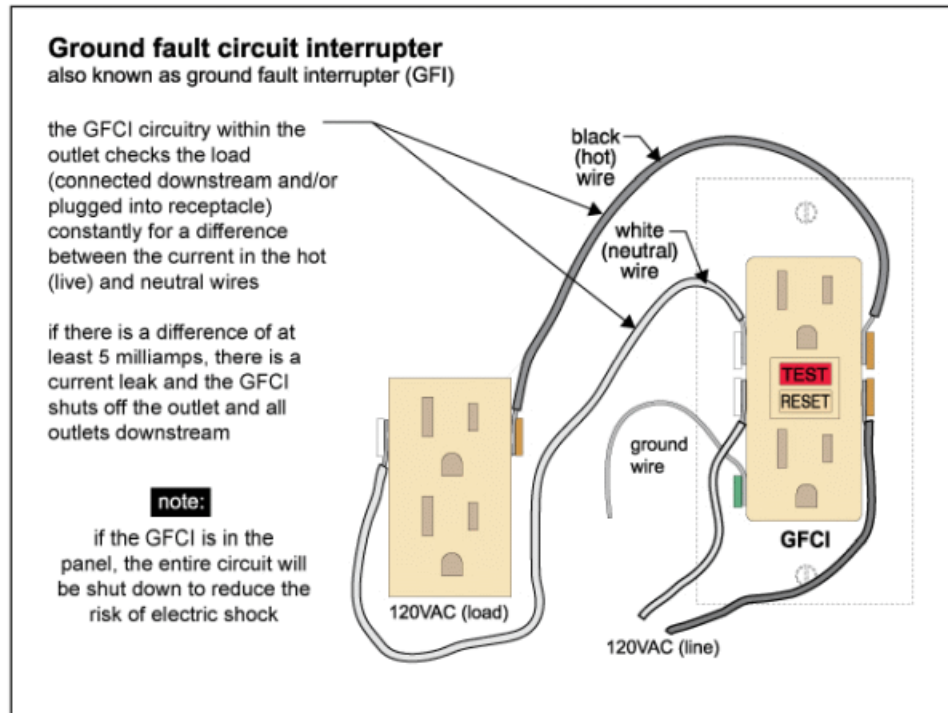 Ground fault circuit interrupter
also known as ground fault interrupter (GFI)
the GFCI circuitry within the
outlet checks the load
(connected downstream and/or
plugged into receptacle)
constantly for a difference
between the current in the hot
(live) and neutral wires
if there is a difference of at
least 5 milliamps, there is a
current leak and the GFCI
shuts off the outlet and all
outlets downstream
note:
if the GFCI is in the
panel, the entire circuit will
be shut down to reduce the
risk of electric shock
black
(hot)
wire
white
(neutral)
wire
TEST
RESET
ground
wire
GFCI
120VAC (load)
120VAC (line)